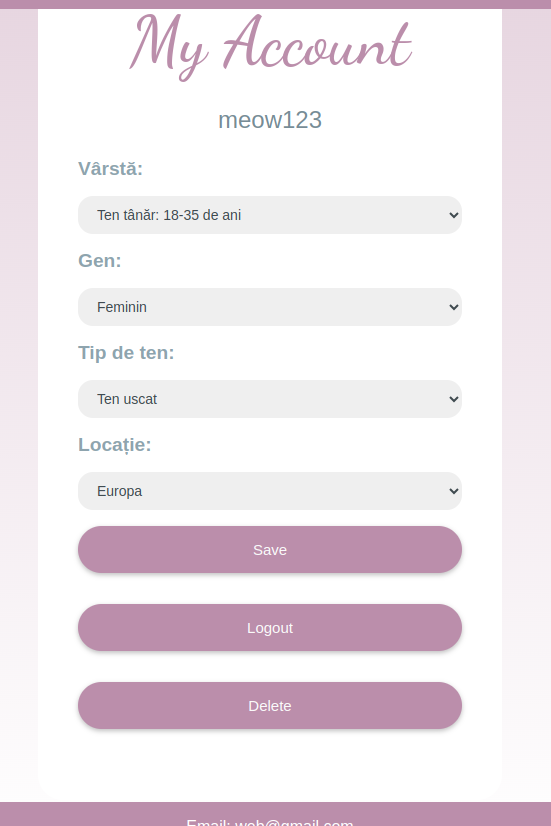 My Account
meow123
Vârstă:
Ten tânăr: 18-35 de ani
Gen:
Feminin
Tip de ten:
Ten uscat
Locație:
Europa
Save
Logout
Delete
Email: web@gmail.com